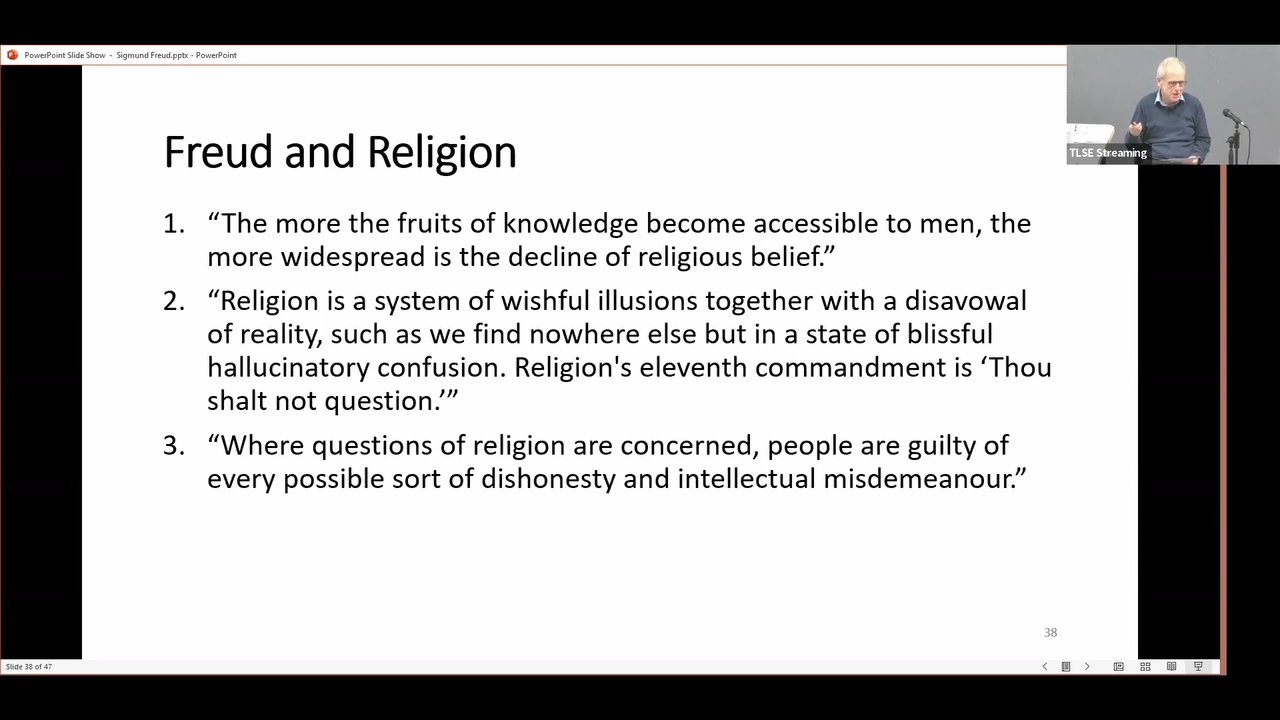 PowerPoint Slide Show - Sigmund Freud.pptx - PowerPoint
TLSE Streaming
Freud and Religion
1. “The more the fruits of knowledge become accessible to men, the
more widespread is the decline of religious belief.”
2. “Religion is a system of wishful illusions together with a disavowal
of reality, such as we find nowhere else but in a state of blissful
hallucinatory confusion. Religion's eleventh commandment is ‘Thou
shalt not question.’”
3. “Where questions of religion are concerned, people are guilty of
every possible sort of dishonesty and intellectual misdemeanour.”
38
Slide 38 of 47